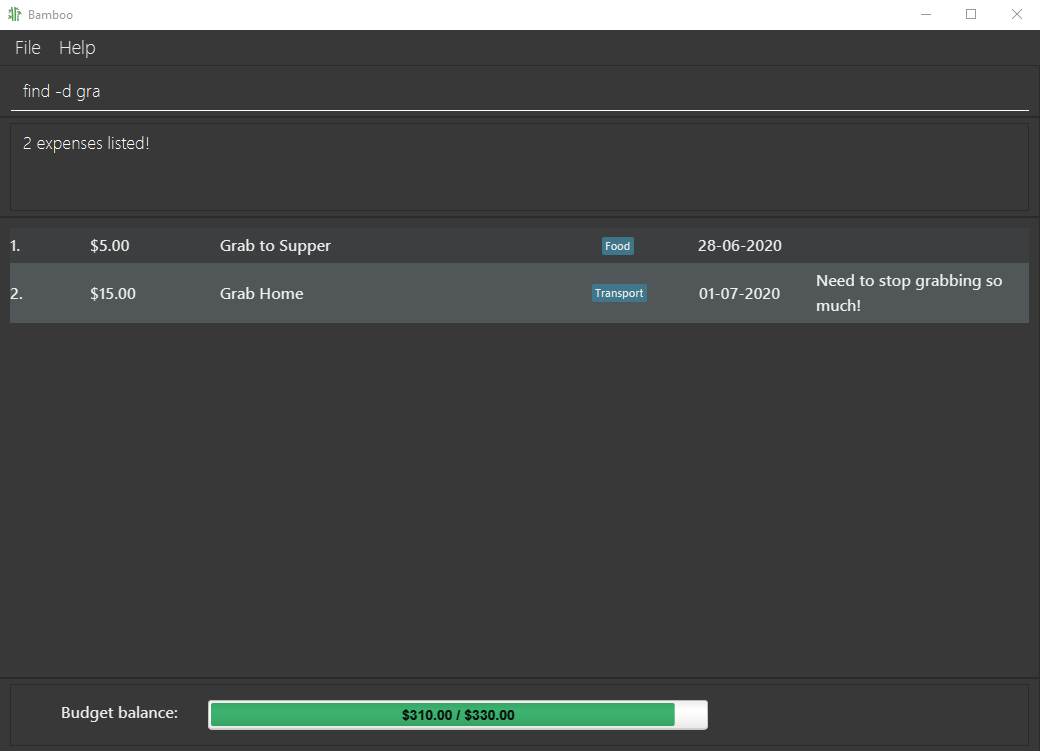 Bamboo
File Help
find -d gra
2 expenses listed!
1. $5.00 Grab to Supper Food 28-06-2020
2. $15.00 Grab Home Transport 01-07-2020 Need to stop grabbing so
much!
Budget balance: $310.00 / $330.00